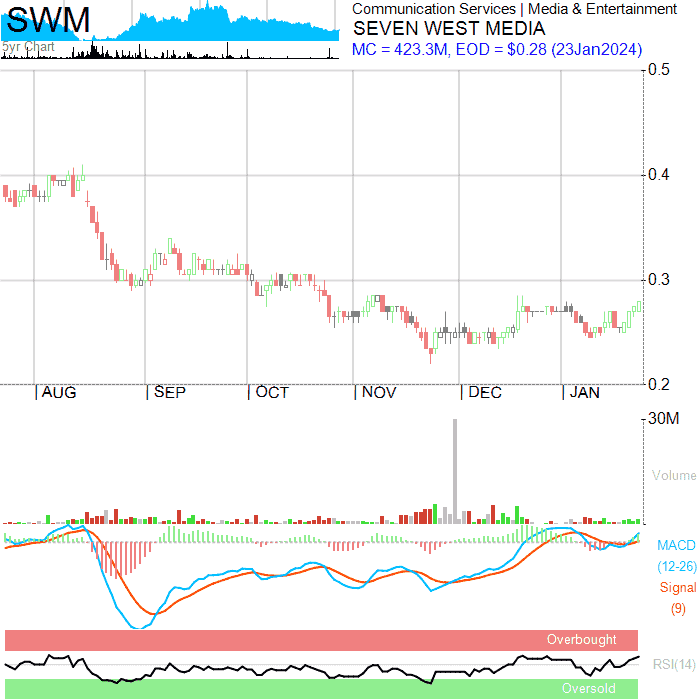 SWM
5yr Chart
Communication Services | Media & Entertainment
SEVEN WEST MEDIA
MC = 423.3M, EOD = $0.28 (23Jan2024)
0.5
0.4
0.3
0.2
| AUG | SEP | OCT | NOV | DEC | JAN
30M
Volume
MACD
(12-26)
Signal
(9)
Overbought
RSI(14)
Oversold